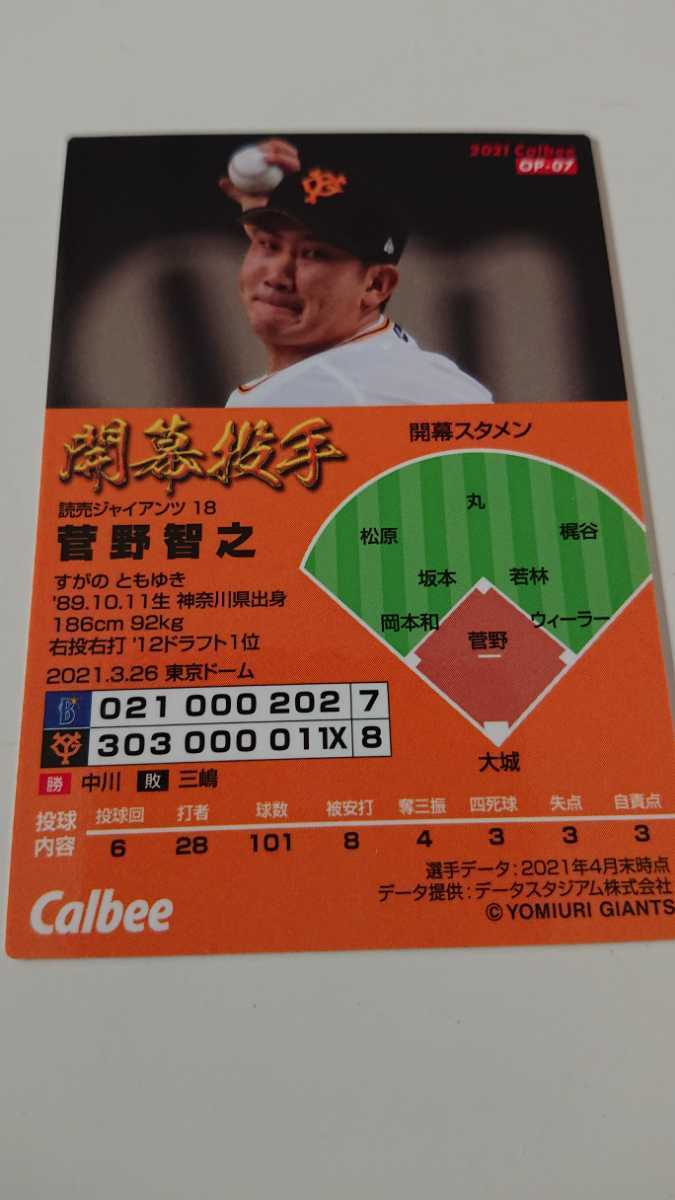 2021 Calbee
OP-07
開幕投手
読売ジャイアンツ 18
菅野智之
すがの ともゆき
'89.10.11生 神奈川県出身
186cm 92kg
右投右打 '12ドラフト1位
開幕スタメン
丸
松原 梶谷
坂本 若林
岡本和 菅野 ウィーラー
大城
2021.3.26 東京ドーム
B 021 000 202 7
YG 303 000 011X 8
勝 中川 敗 三嶋
投球内容
投球回 打者 球数 被安打 奪三振 四死球 失点 自責点
6 28 101 8 4 3 3 3
選手データ:2021年4月末時点
データ提供:データスタジアム株式会社
Calbee
©YOMIURI GIANTS